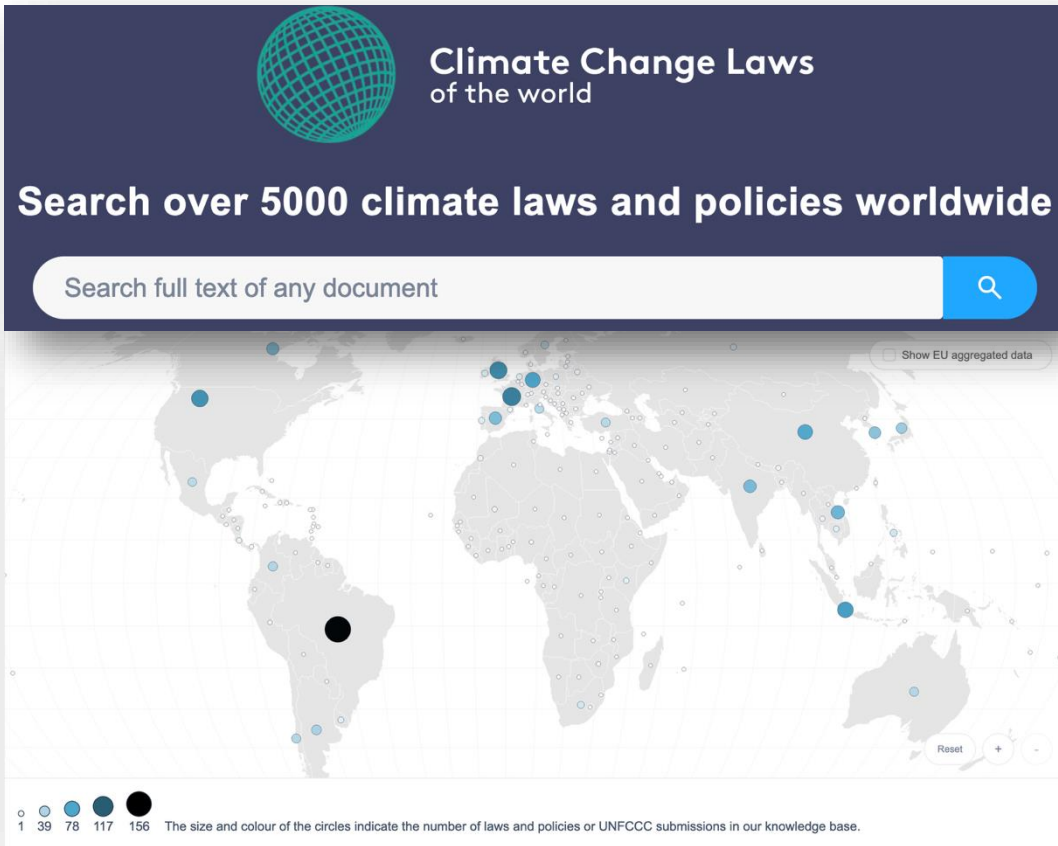 Climate Change Laws
of the world
Search over 5000 climate laws and policies worldwide
Search full text of any document
Show EU aggregated data
Reset + -
1 39 78 117 156 The size and colour of the circles indicate the number of laws and policies or UNFCCC submissions in our knowledge base.